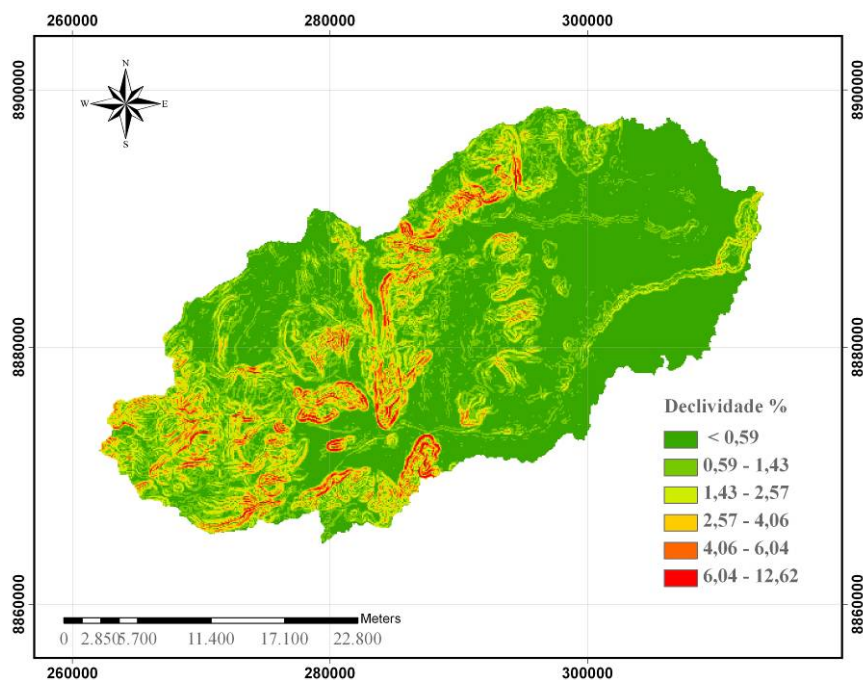 260000 280000 300000
8900000 8900000
N
W E
S
8880000 8880000
Declividade %
< 0,59
0,59 - 1,43
1,43 - 2,57
2,57 - 4,06
4,06 - 6,04
6,04 - 12,62
8860000 8860000
Meters
0 2.8505.700 11.400 17.100 22.800
260000 280000 300000